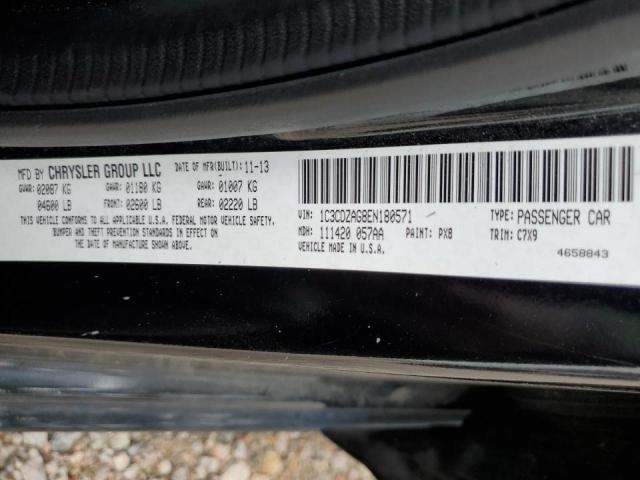 MFD BY CHRYSLER GROUP LLC DATE OF MFR(BUILT): 11-13
GVWR: 02087 KG GAWR: 01180 KG GAWR: 01007 KG
04600 LB FRONT: 02600 LB REAR: 02220 LB
THIS VEHICLE CONFORMS TO ALL APPLICABLE U.S.A. FEDERAL MOTOR VEHICLE SAFETY,
BUMPER AND THEFT PREVENTION STANDARDS IN EFFECT ON THE
DATE OF MANUFACTURE SHOWN ABOVE.
VIN: 1C3CDZAG8EN180571 TYPE: PASSENGER CAR
MDH: 111420 057AA PAINT: PX8 TRIM: C7X9
VEHICLE MADE IN U.S.A. 4658843